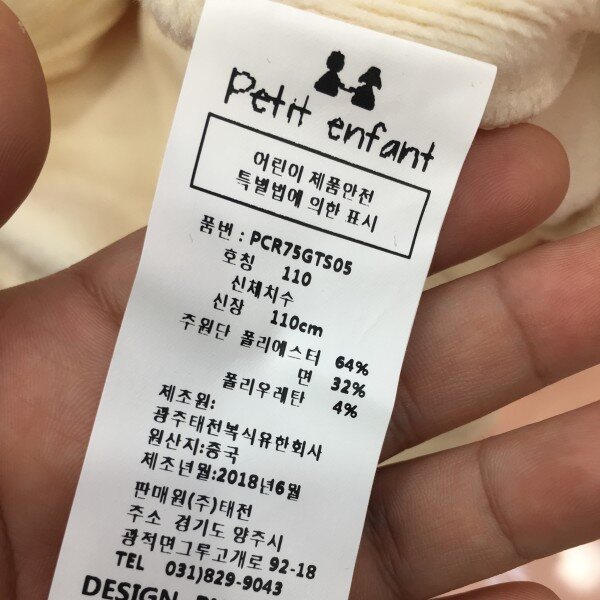 Petit enfant
어린이 제품안전
특별법에 의한 표시
품번 : PCR75GTS05
호칭 110
신체치수
신장 110cm
주원단 폴리에스터 64%
면 32%
폴리우레탄 4%
제조원:
광주태전복식유한회사
원산지:중국
제조년월:2018년6월
판매원(주)태전
주소 경기도 양주시
광적면그루고개로 92-18
TEL 031)829-9043
DESIGN